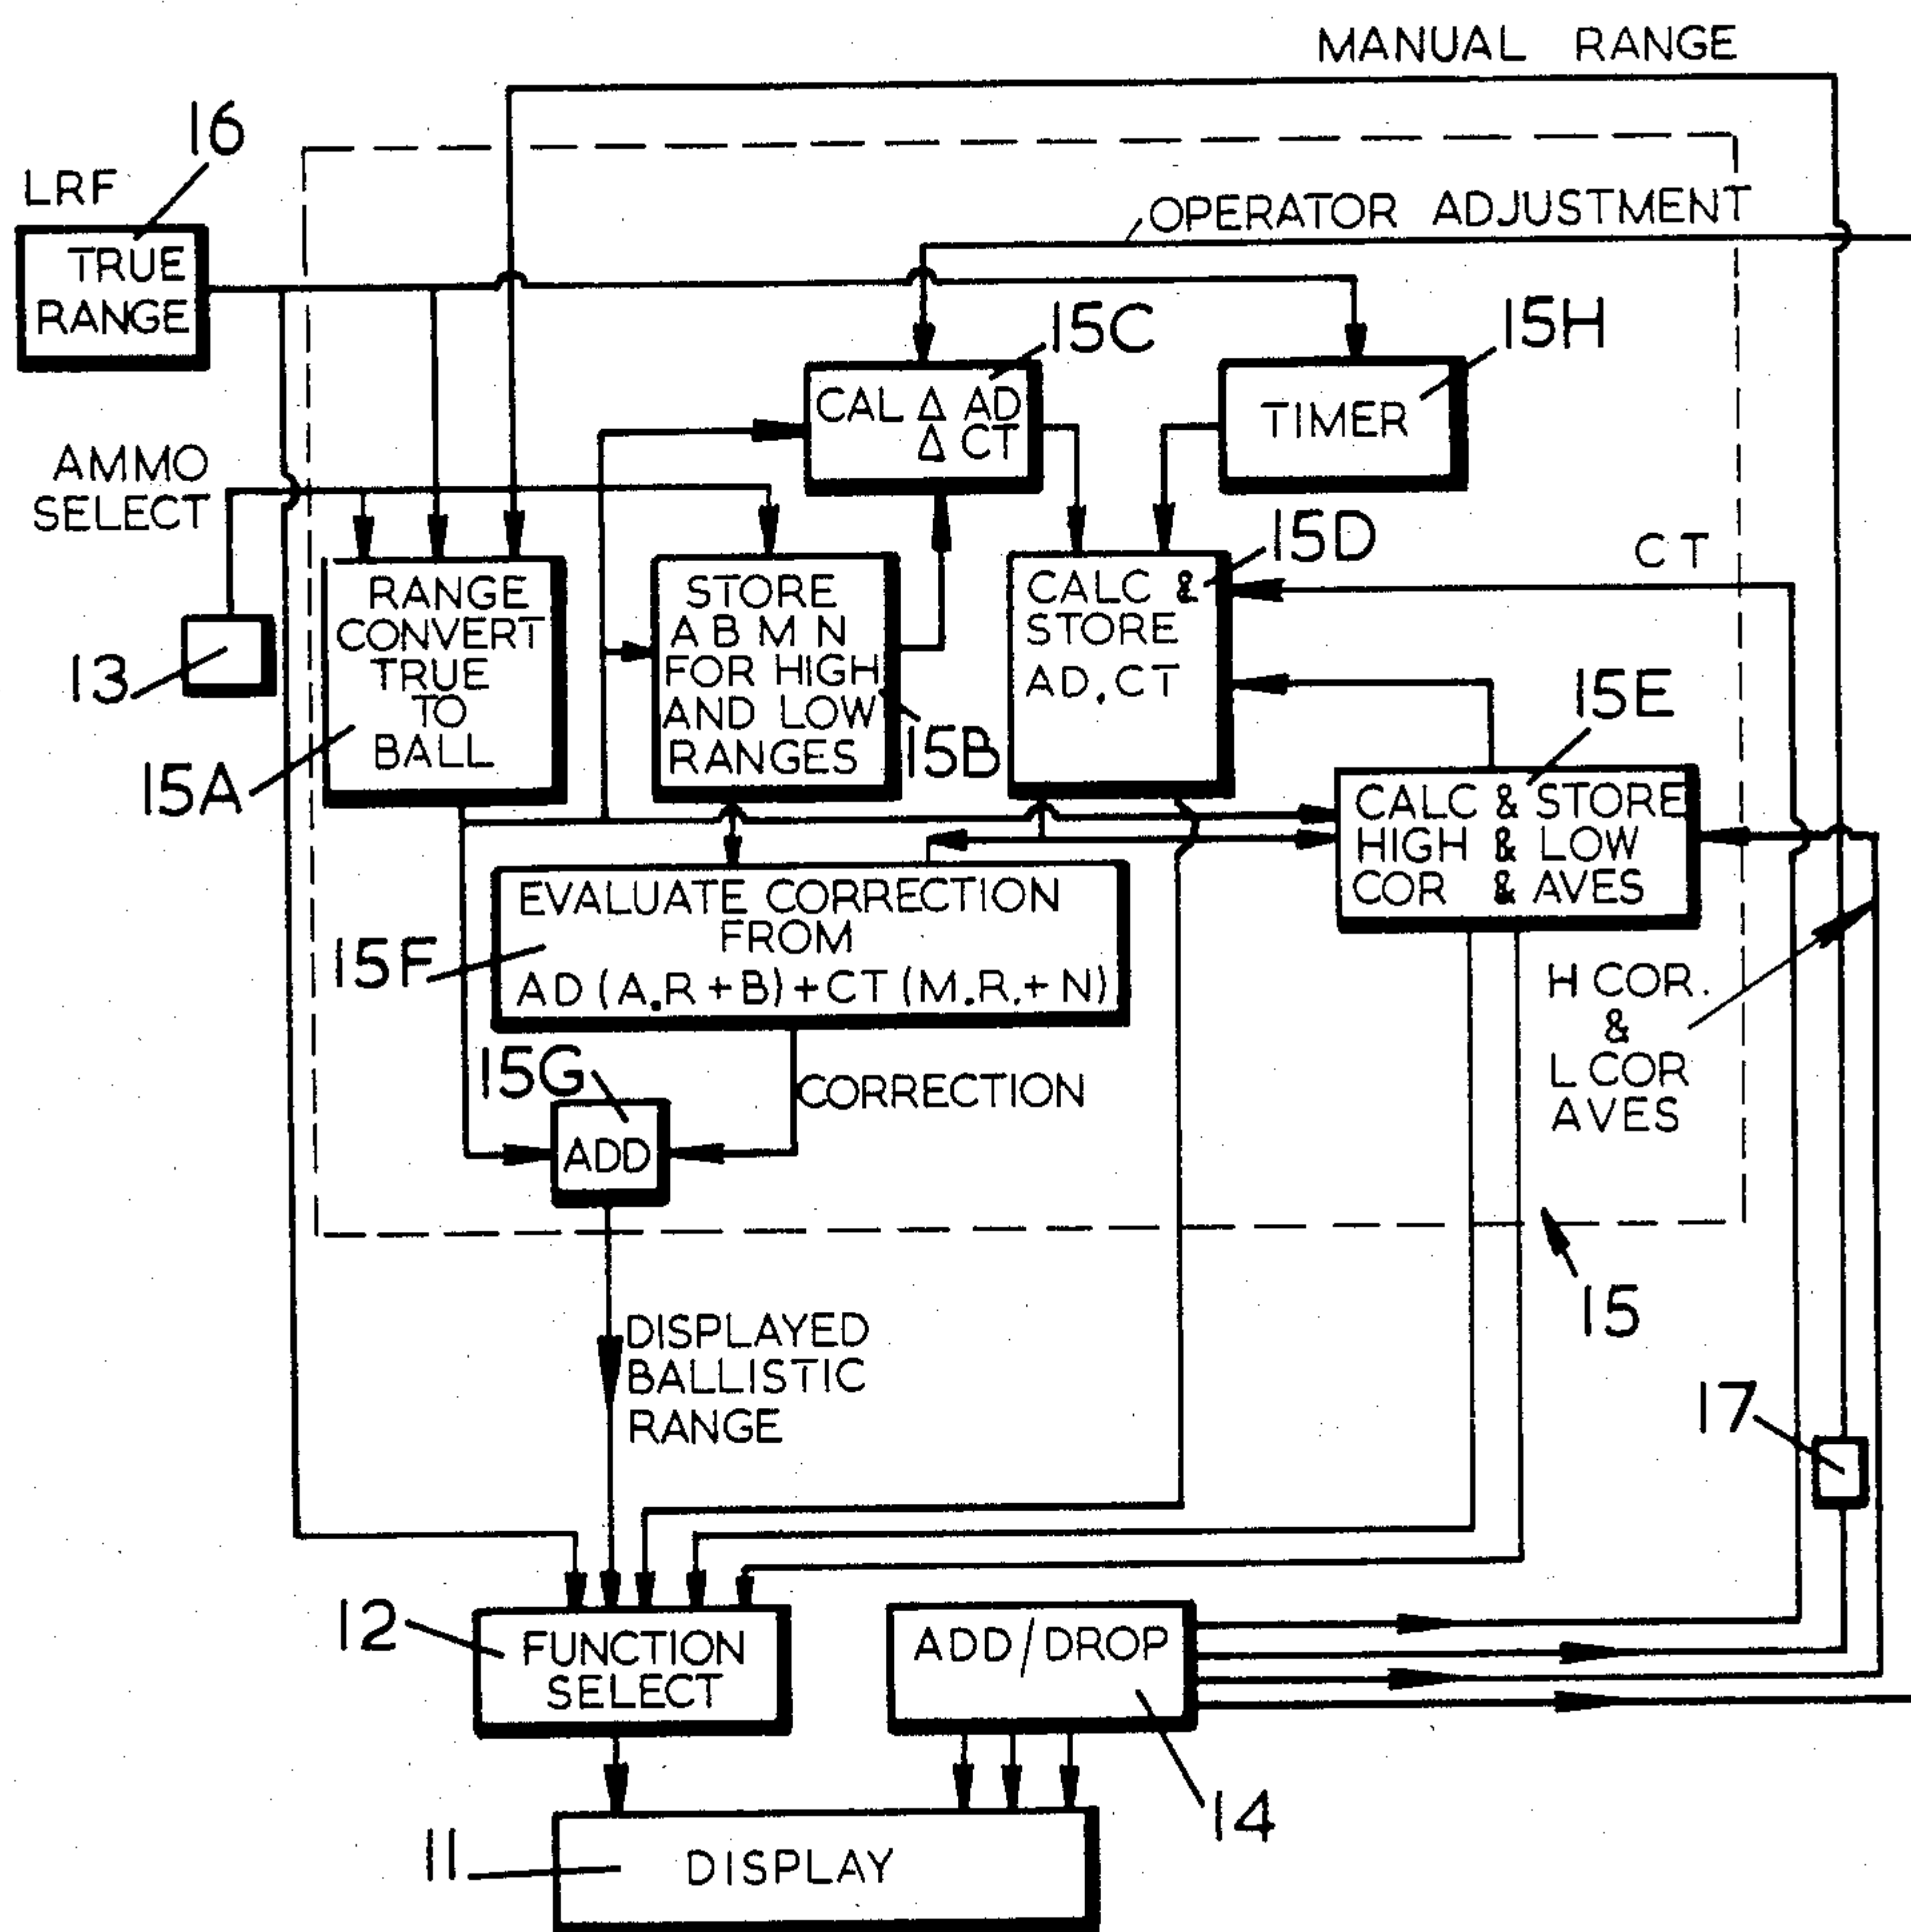 MANUAL RANGE
16
LRF
TRUE
RANGE
OPERATOR ADJUSTMENT
15C
15H
CAL Δ AD
Δ CT
TIMER
AMMO
SELECT
13
15D
CT
RANGE
CONVERT
TRUE
TO
BALL
15A
STORE
A B M N
FOR HIGH
AND LOW
RANGES
15B
CALC &
STORE
AD, CT
15E
CALC & STORE
HIGH & LOW
COR & AVES
EVALUATE CORRECTION
FROM
AD (A.R + B) + CT (M.R. + N)
15F
H COR.
&
L COR
AVES
15G
CORRECTION
ADD
15
DISPLAYED
BALLISTIC
RANGE
17
12
FUNCTION
SELECT
ADD/DROP
14
11
DISPLAY